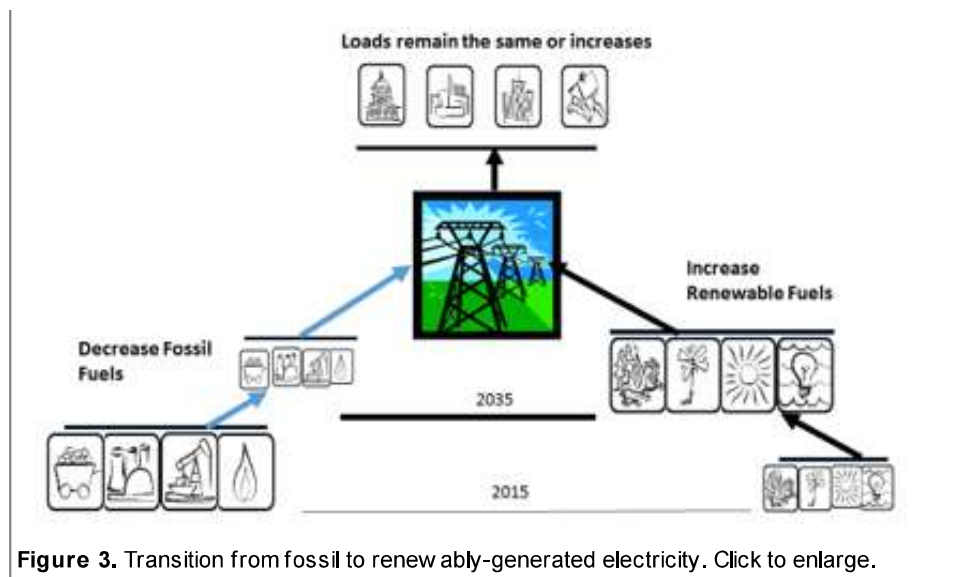 Loads remain the same or increases
Increase
Renewable Fuels
Decrease Fossil
Fuels
2035
2015
Figure 3. Transition from fossil to renew ably-generated electricity. Click to enlarge.